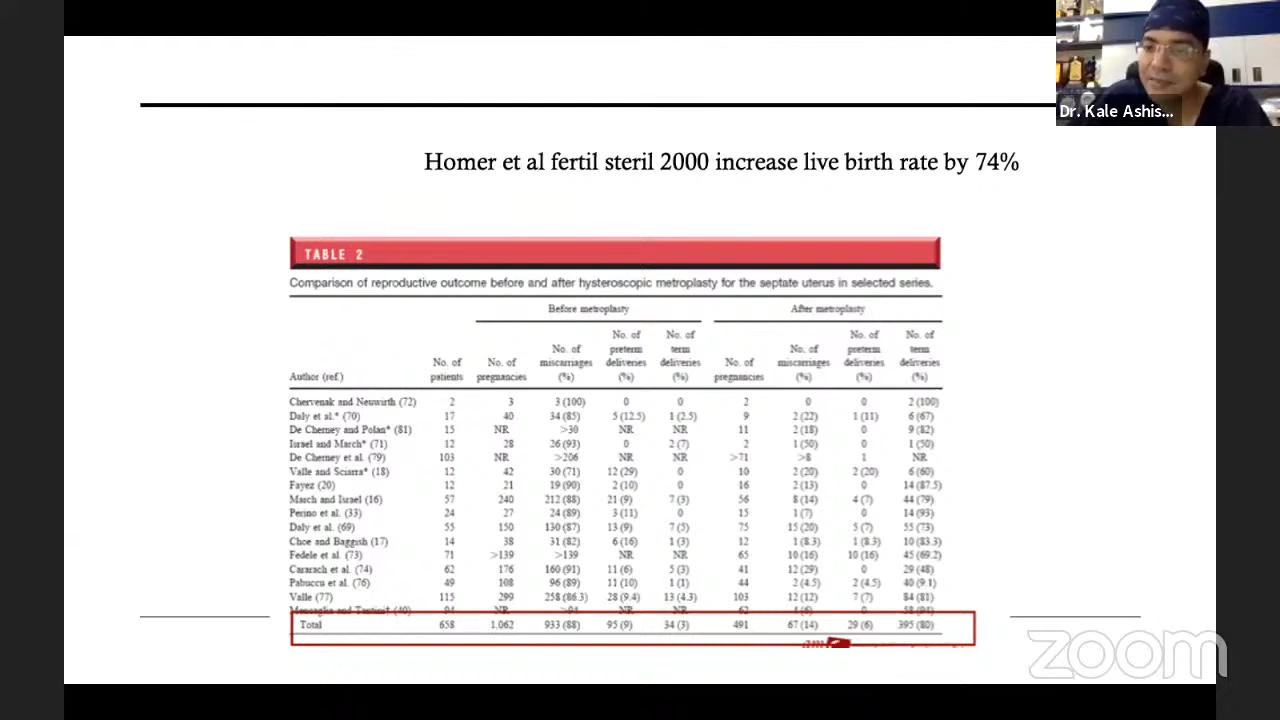 Dr. Kale Ashis...
Homer et al fertil steril 2000 increase live birth rate by 74%
TABLE 2
Comparison of reproductive outcome before and after hysteroscopic metroplasty for the septate uterus in selected series.
Before metroplasty After metroplasty
No. of No. of No. of No. of
No. of preterm term No. of preterm term
No. of No. of miscarriages deliveries deliveries No. of miscarriages deliveries deliveries
Author (ref.) patients pregnancies (%) (%) (%) pregnancies (%) (%) (%)
Chervenak and Neuwirth (72) 2 3 3 (100) 0 0 2 0 0 2 (100)
Daly et al.* (70) 17 40 34 (85) 5 (12.5) 1 (2.5) 9 2 (22) 1 (11) 6 (67)
De Cherney and Polan* (81) 15 NR >30 NR NR 11 2 (18) 0 9 (82)
Israel and March* (71) 12 28 26 (93) 0 2 (7) 2 1 (50) 0 1 (50)
De Cherney et al. (79) 103 NR >206 NR NR >71 >8 1 NR
Valle and Sciarra* (18) 12 42 30 (71) 12 (29) 0 10 2 (20) 2 (20) 6 (60)
Fayez (20) 12 21 19 (90) 2 (10) 0 16 2 (13) 0 14 (87.5)
March and Israel (16) 57 240 212 (88) 21 (9) 7 (3) 56 8 (14) 4 (7) 44 (79)
Perino et al. (33) 24 27 24 (89) 3 (11) 0 15 1 (7) 0 14 (93)
Daly et al. (69) 55 150 130 (87) 13 (9) 7 (5) 75 15 (20) 5 (7) 55 (73)
Choe and Baggish (17) 14 38 31 (82) 6 (16) 1 (3) 12 1 (8.3) 1 (8.3) 10 (83.3)
Fedele et al. (73) 71 >139 >139 NR NR 65 10 (16) 10 (16) 45 (69.2)
Cararach et al. (74) 62 176 160 (91) 11 (6) 5 (3) 41 12 (29) 0 29 (48)
Pabuccu et al. (76) 49 108 96 (89) 11 (10) 1 (1) 44 2 (4.5) 2 (4.5) 40 (9.1)
Valle (77) 115 299 258 (86.3) 28 (9.4) 13 (4.3) 103 12 (12) 7 (7) 84 (81)
Total 658 1,062 933 (88) 95 (9) 34 (3) 491 67 (14) 29 (6) 395 (80)
zoom